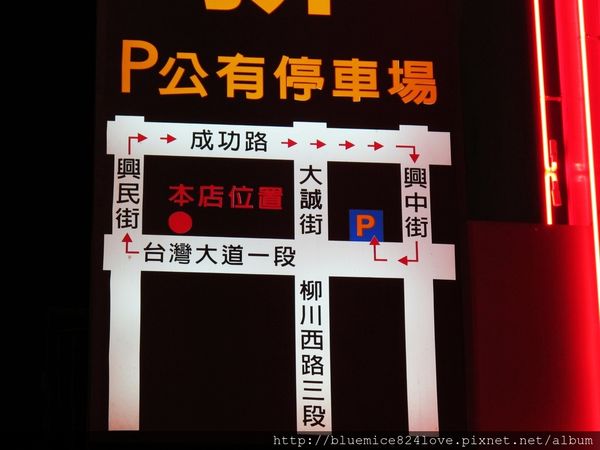 P公有停車場
成功路
興民街
本店位置
大誠街
興中街
P
台灣大道一段
柳川西路三段
http://bluemice824love.pixnet.net/album